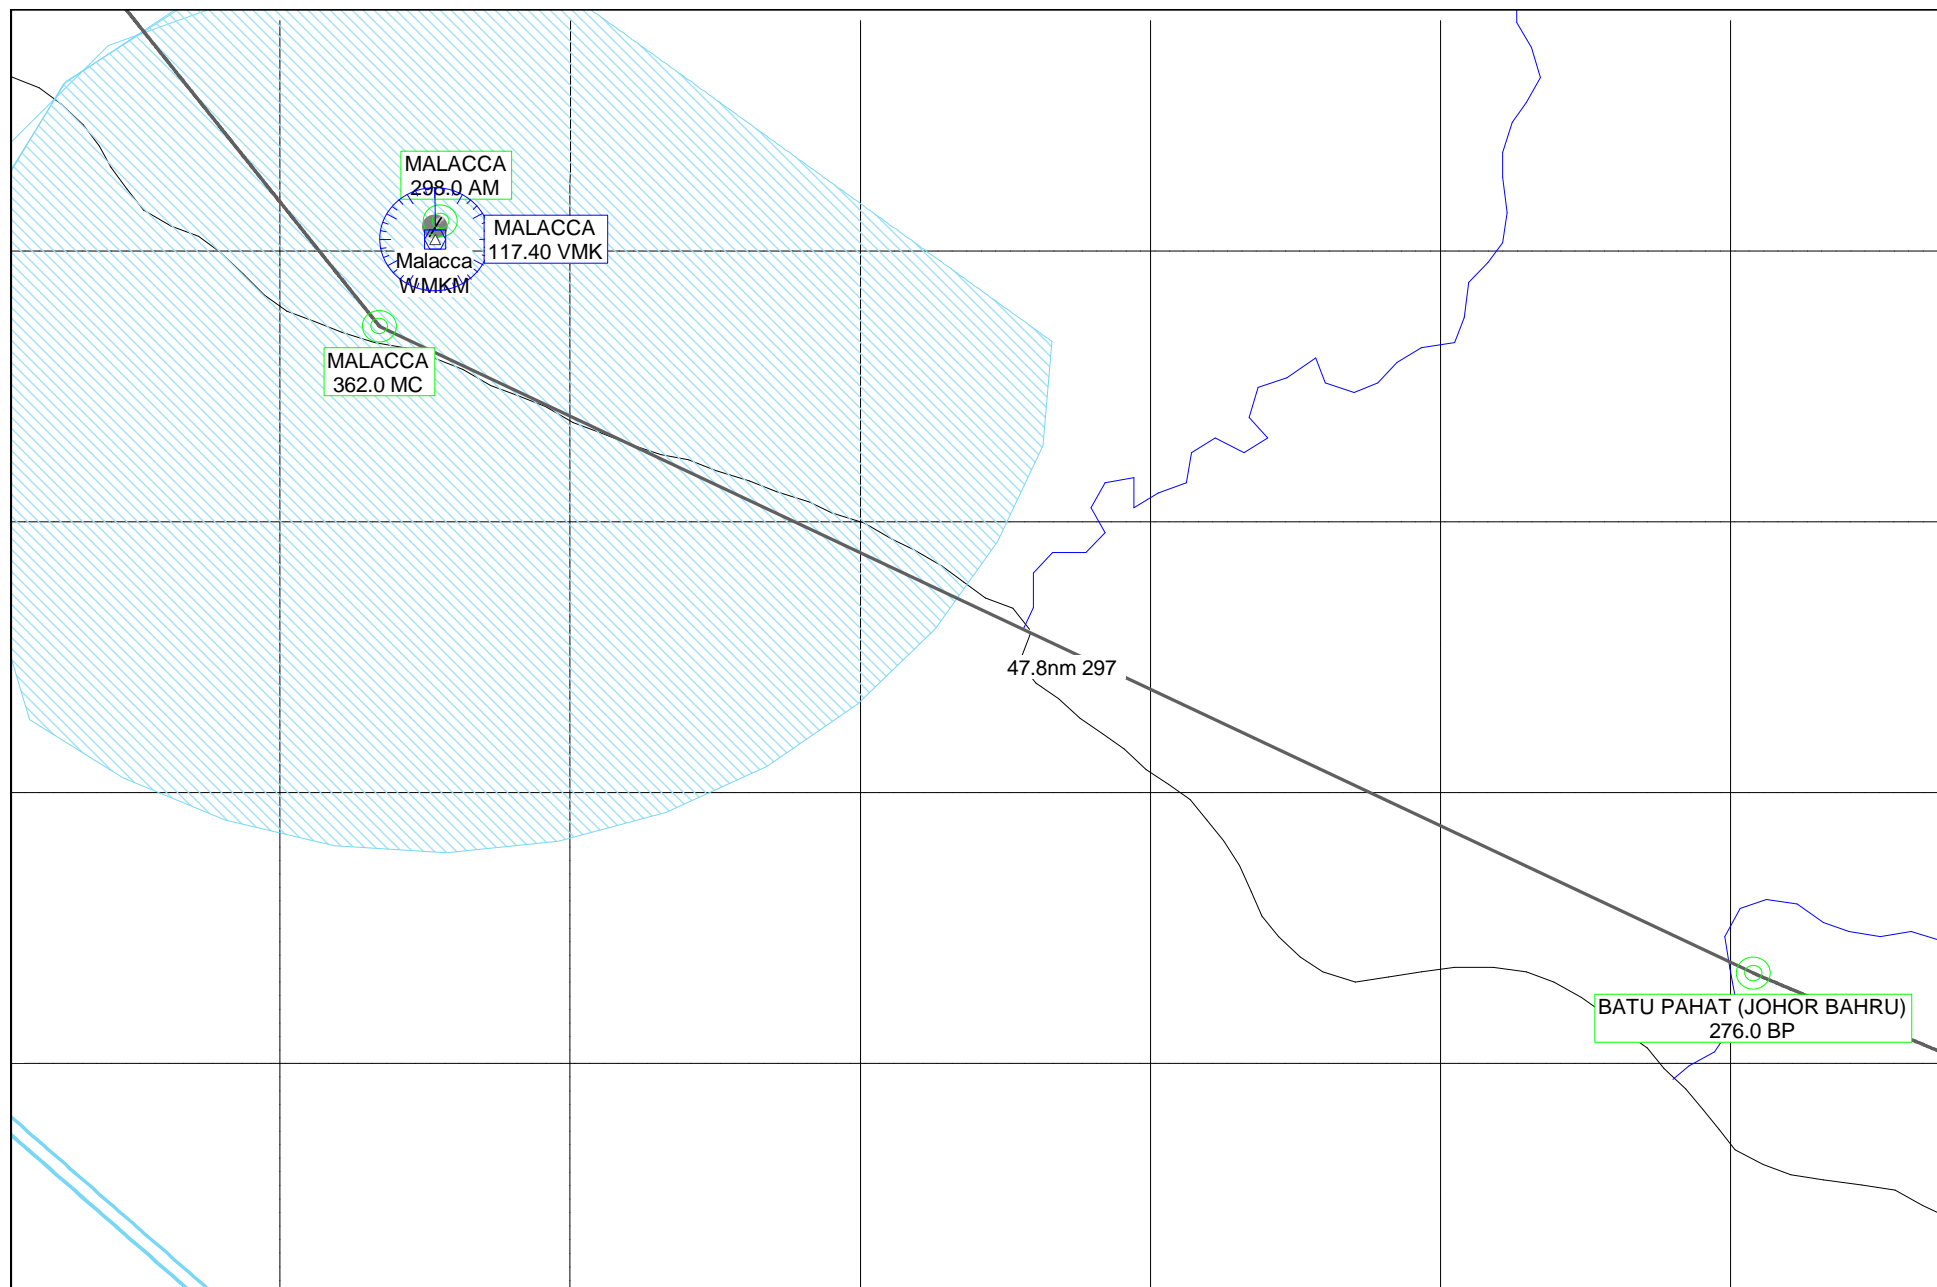 MALACCA
298.0 AM
MALACCA
117.40 VMK
Malacca
WMKM
MALACCA
362.0 MC
47.8nm 297
BATU PAHAT (JOHOR BAHRU)
276.0 BP